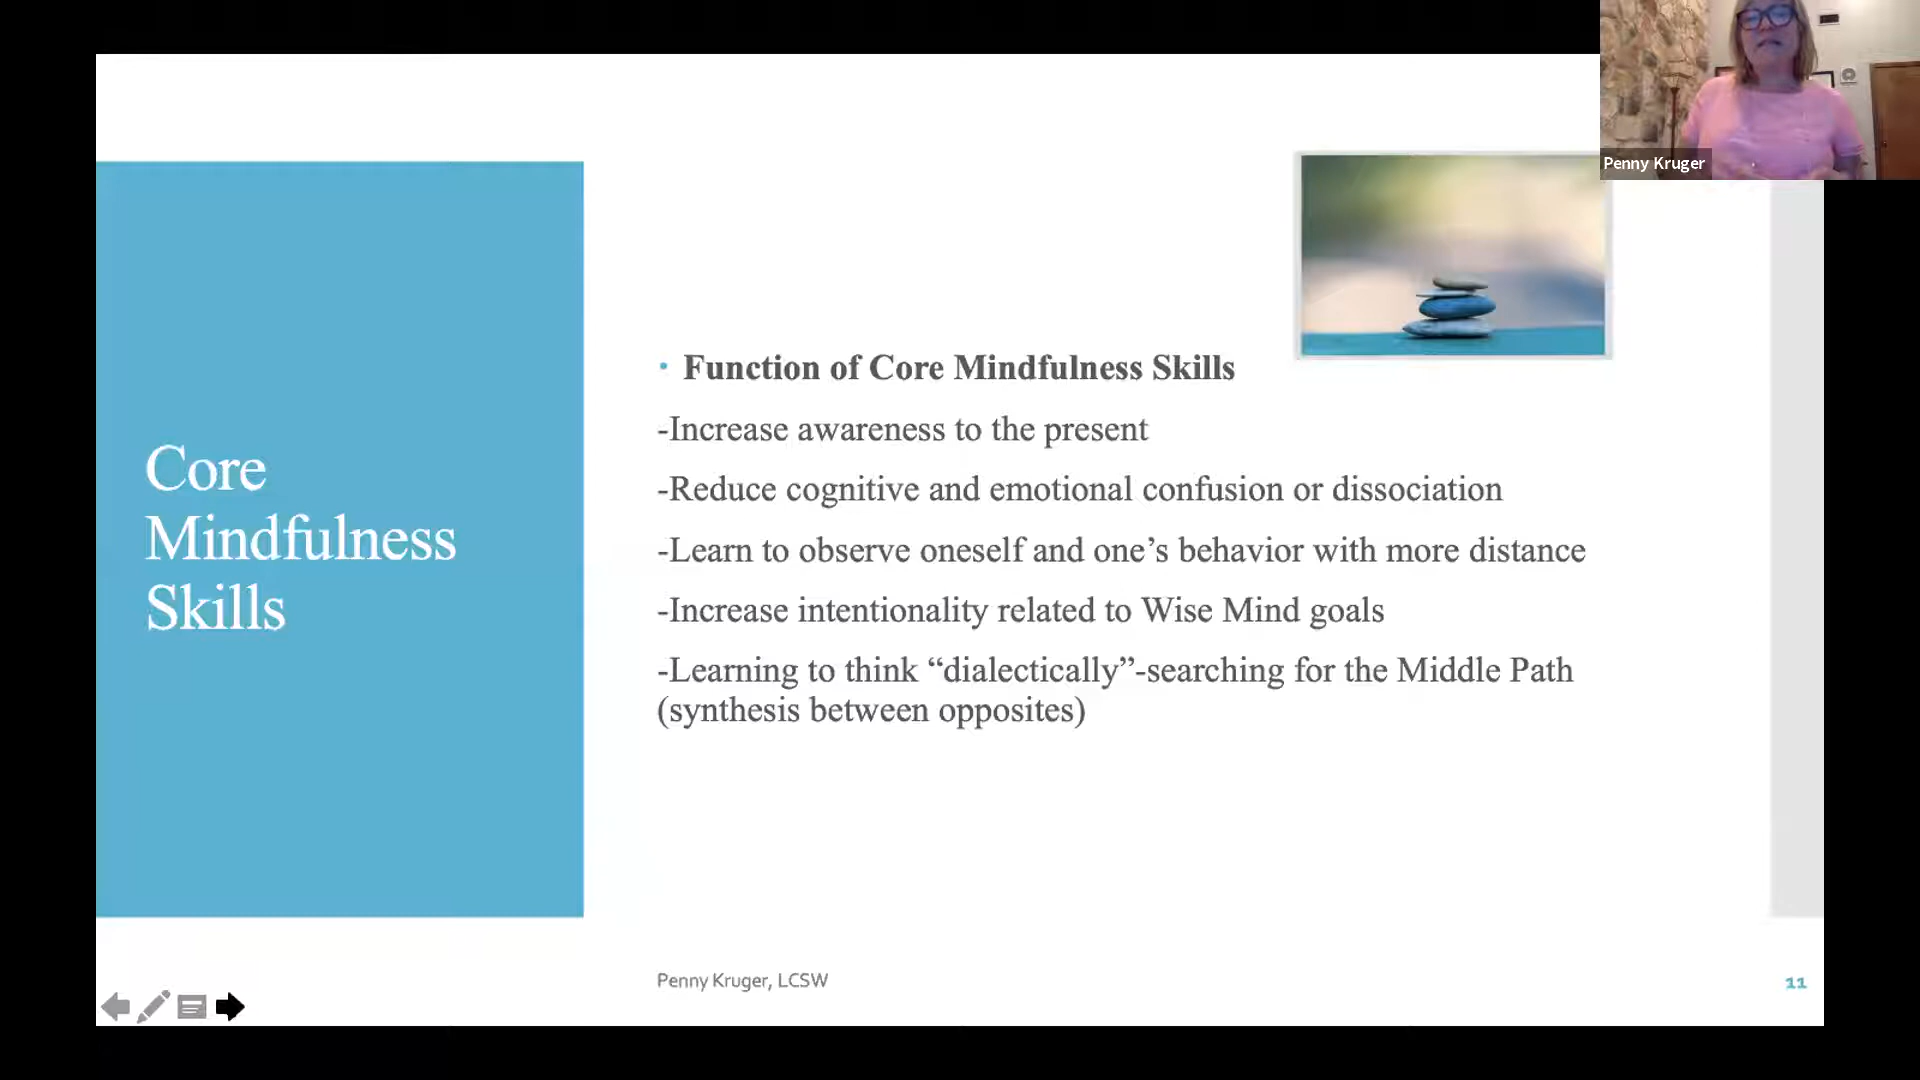 Penny Kruger
Core
Mindfulness
Skills
• Function of Core Mindfulness Skills
-Increase awareness to the present
-Reduce cognitive and emotional confusion or dissociation
-Learn to observe oneself and one’s behavior with more distance
-Increase intentionality related to Wise Mind goals
-Learning to think “dialectically”-searching for the Middle Path
(synthesis between opposites)
Penny Kruger, LCSW
11